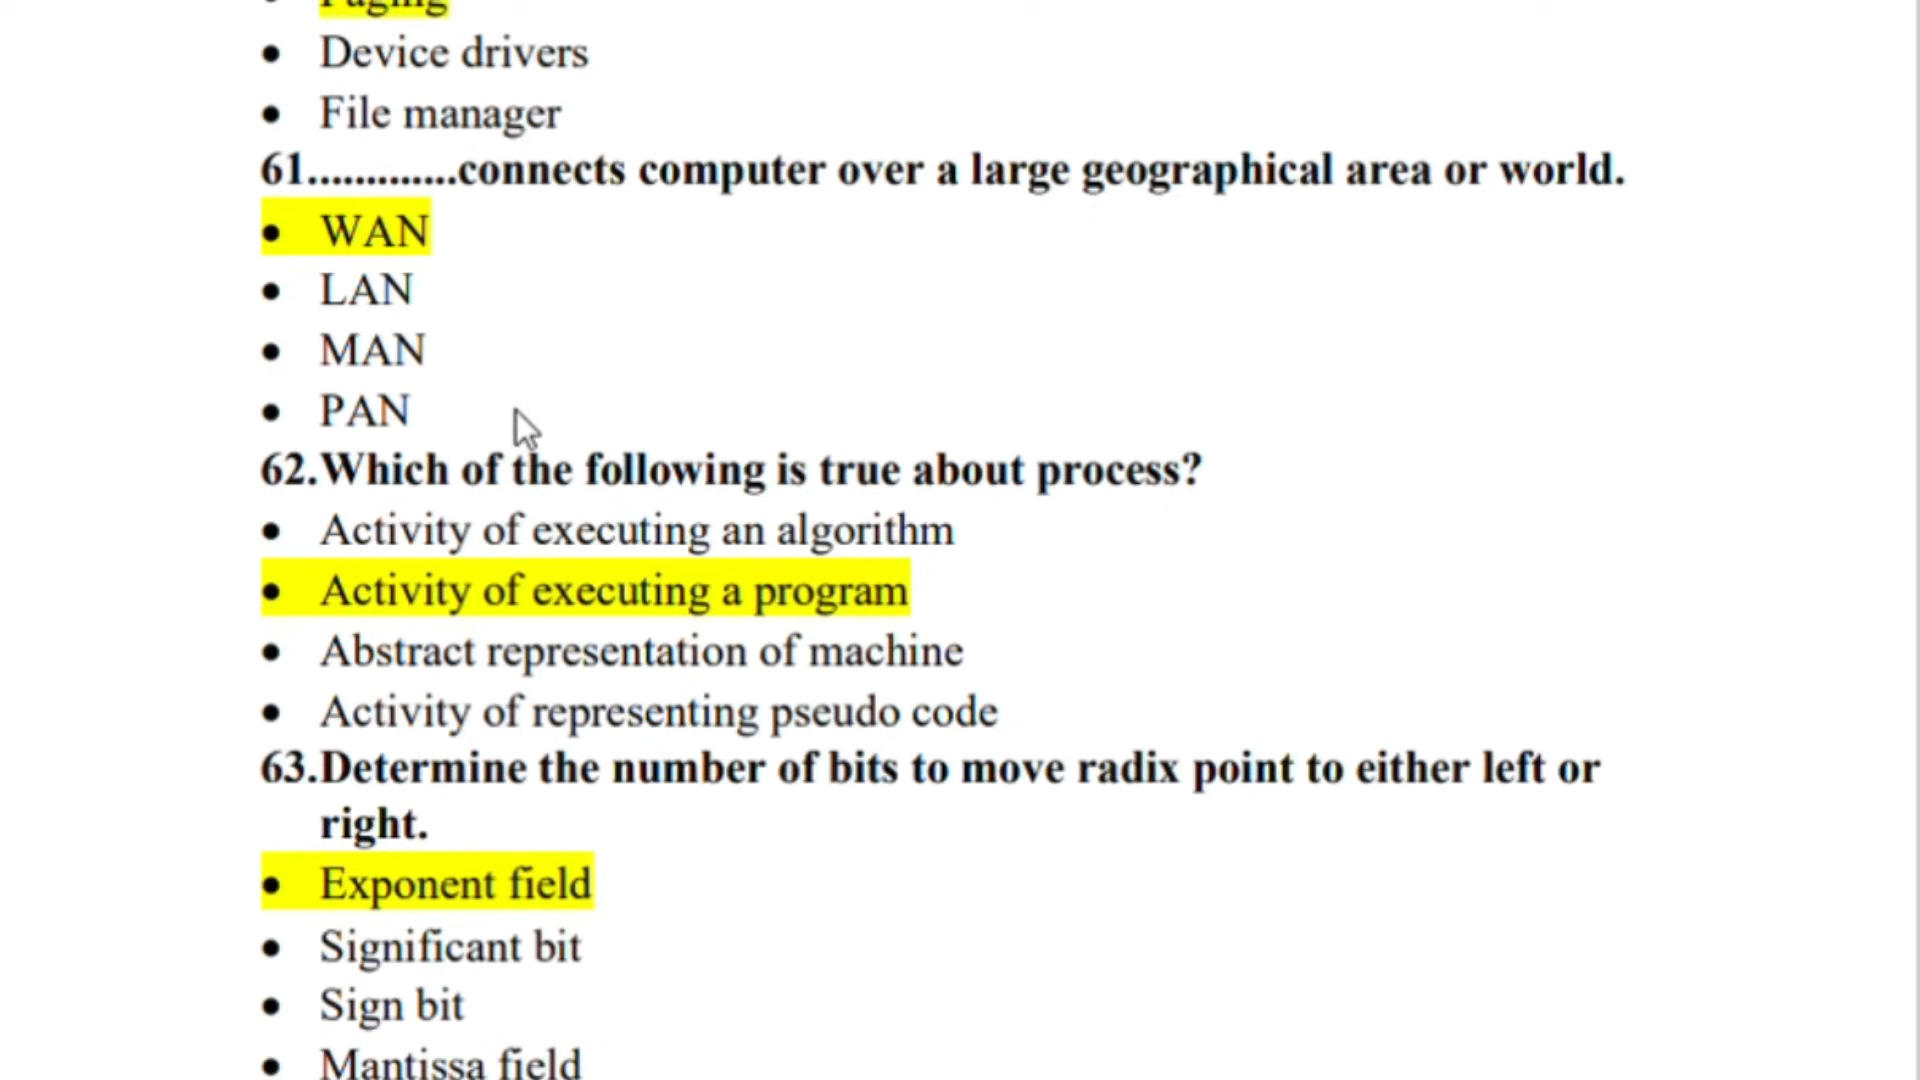 • Paging
• Device drivers
• File manager
61.............connects computer over a large geographical area or world.
• WAN
• LAN
• MAN
• PAN
62.Which of the following is true about process?
• Activity of executing an algorithm
• Activity of executing a program
• Abstract representation of machine
• Activity of representing pseudo code
63.Determine the number of bits to move radix point to either left or
right.
• Exponent field
• Significant bit
• Sign bit
• Mantissa field